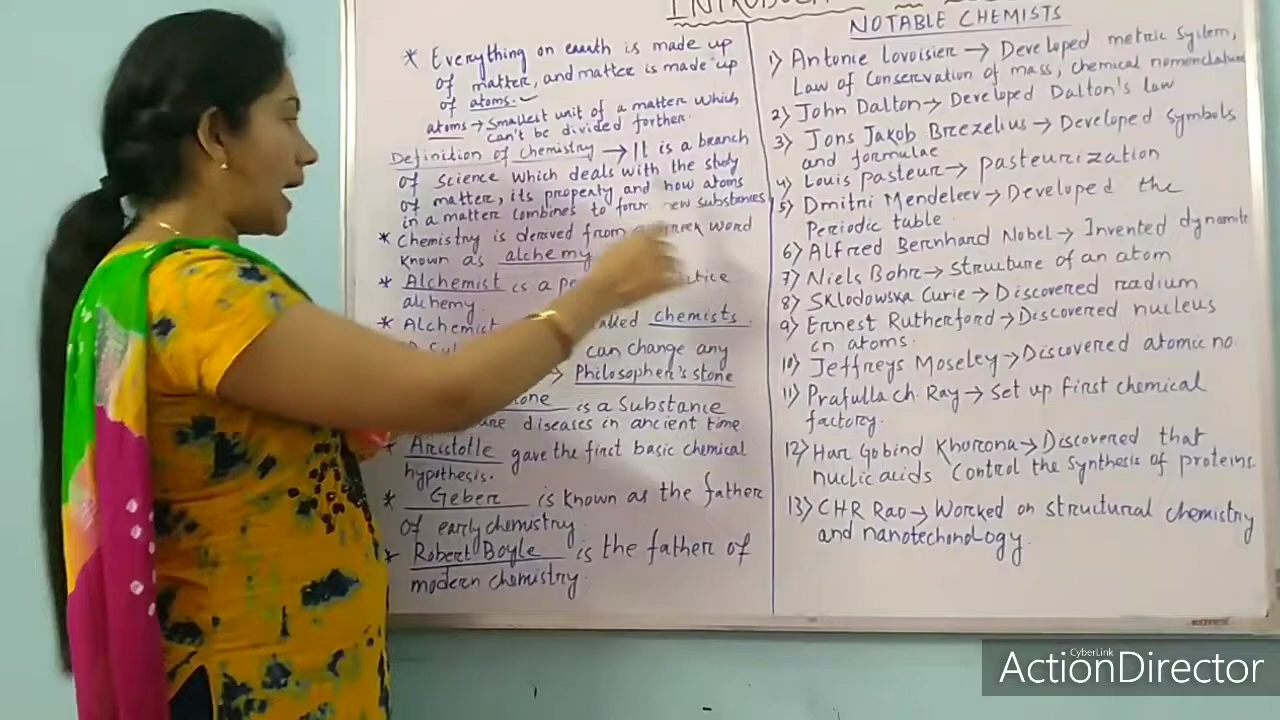 * Everything on earth is made up
of matter, and matter is made up
of atoms.
atoms → Smallest unit of a matter which
can't be divided forther.
Definition of chemistry → It is a branch
of science which deals with the study
of matter, its property and how atoms
in a matter combines to form new substances
* Chemistry is derived from a word
known as alchemy
* Alchemist is a
alchemy.
* Alchemist called chemists.
can change any
→ Philosopher's stone
is a substance
diseases in ancient time
* Aristotle gave the first basic chemical
hypothesis.
* Geber is known as the father
of early chemistry
* Robert Boyle is the father of
modern chemistry.
NOTABLE CHEMISTS
1) Antonie Lovoisier → Developed metric system,
Law of conservation of mass, chemical nomenclature
2) John Dalton → Developed Dalton's law
3) Jons Jakob Brezelius → Developed symbols
and formulae
4) Louis Pasteur → pasteurization
5) Dmitri Mendeleev → Developed the
Periodic table.
6) Alfred Bernhard Nobel → Invented dynamite
7) Niels Bohr → structure of an atom
8) Sklodowska Curie → Discovered radium
9) Ernest Rutherford → Discovered nucleus
in atoms.
10) Jeffreys Moseley → Discovered atomic no.
11) Prafulla ch. Ray → Set up first chemical
factory.
12) Har Gobind Khorona → Discovered that
nuclic acids control the synthesis of proteins.
13) CHR Rao → Worked on structural chemistry
and nanotechonology.
CyberLink
ActionDirector